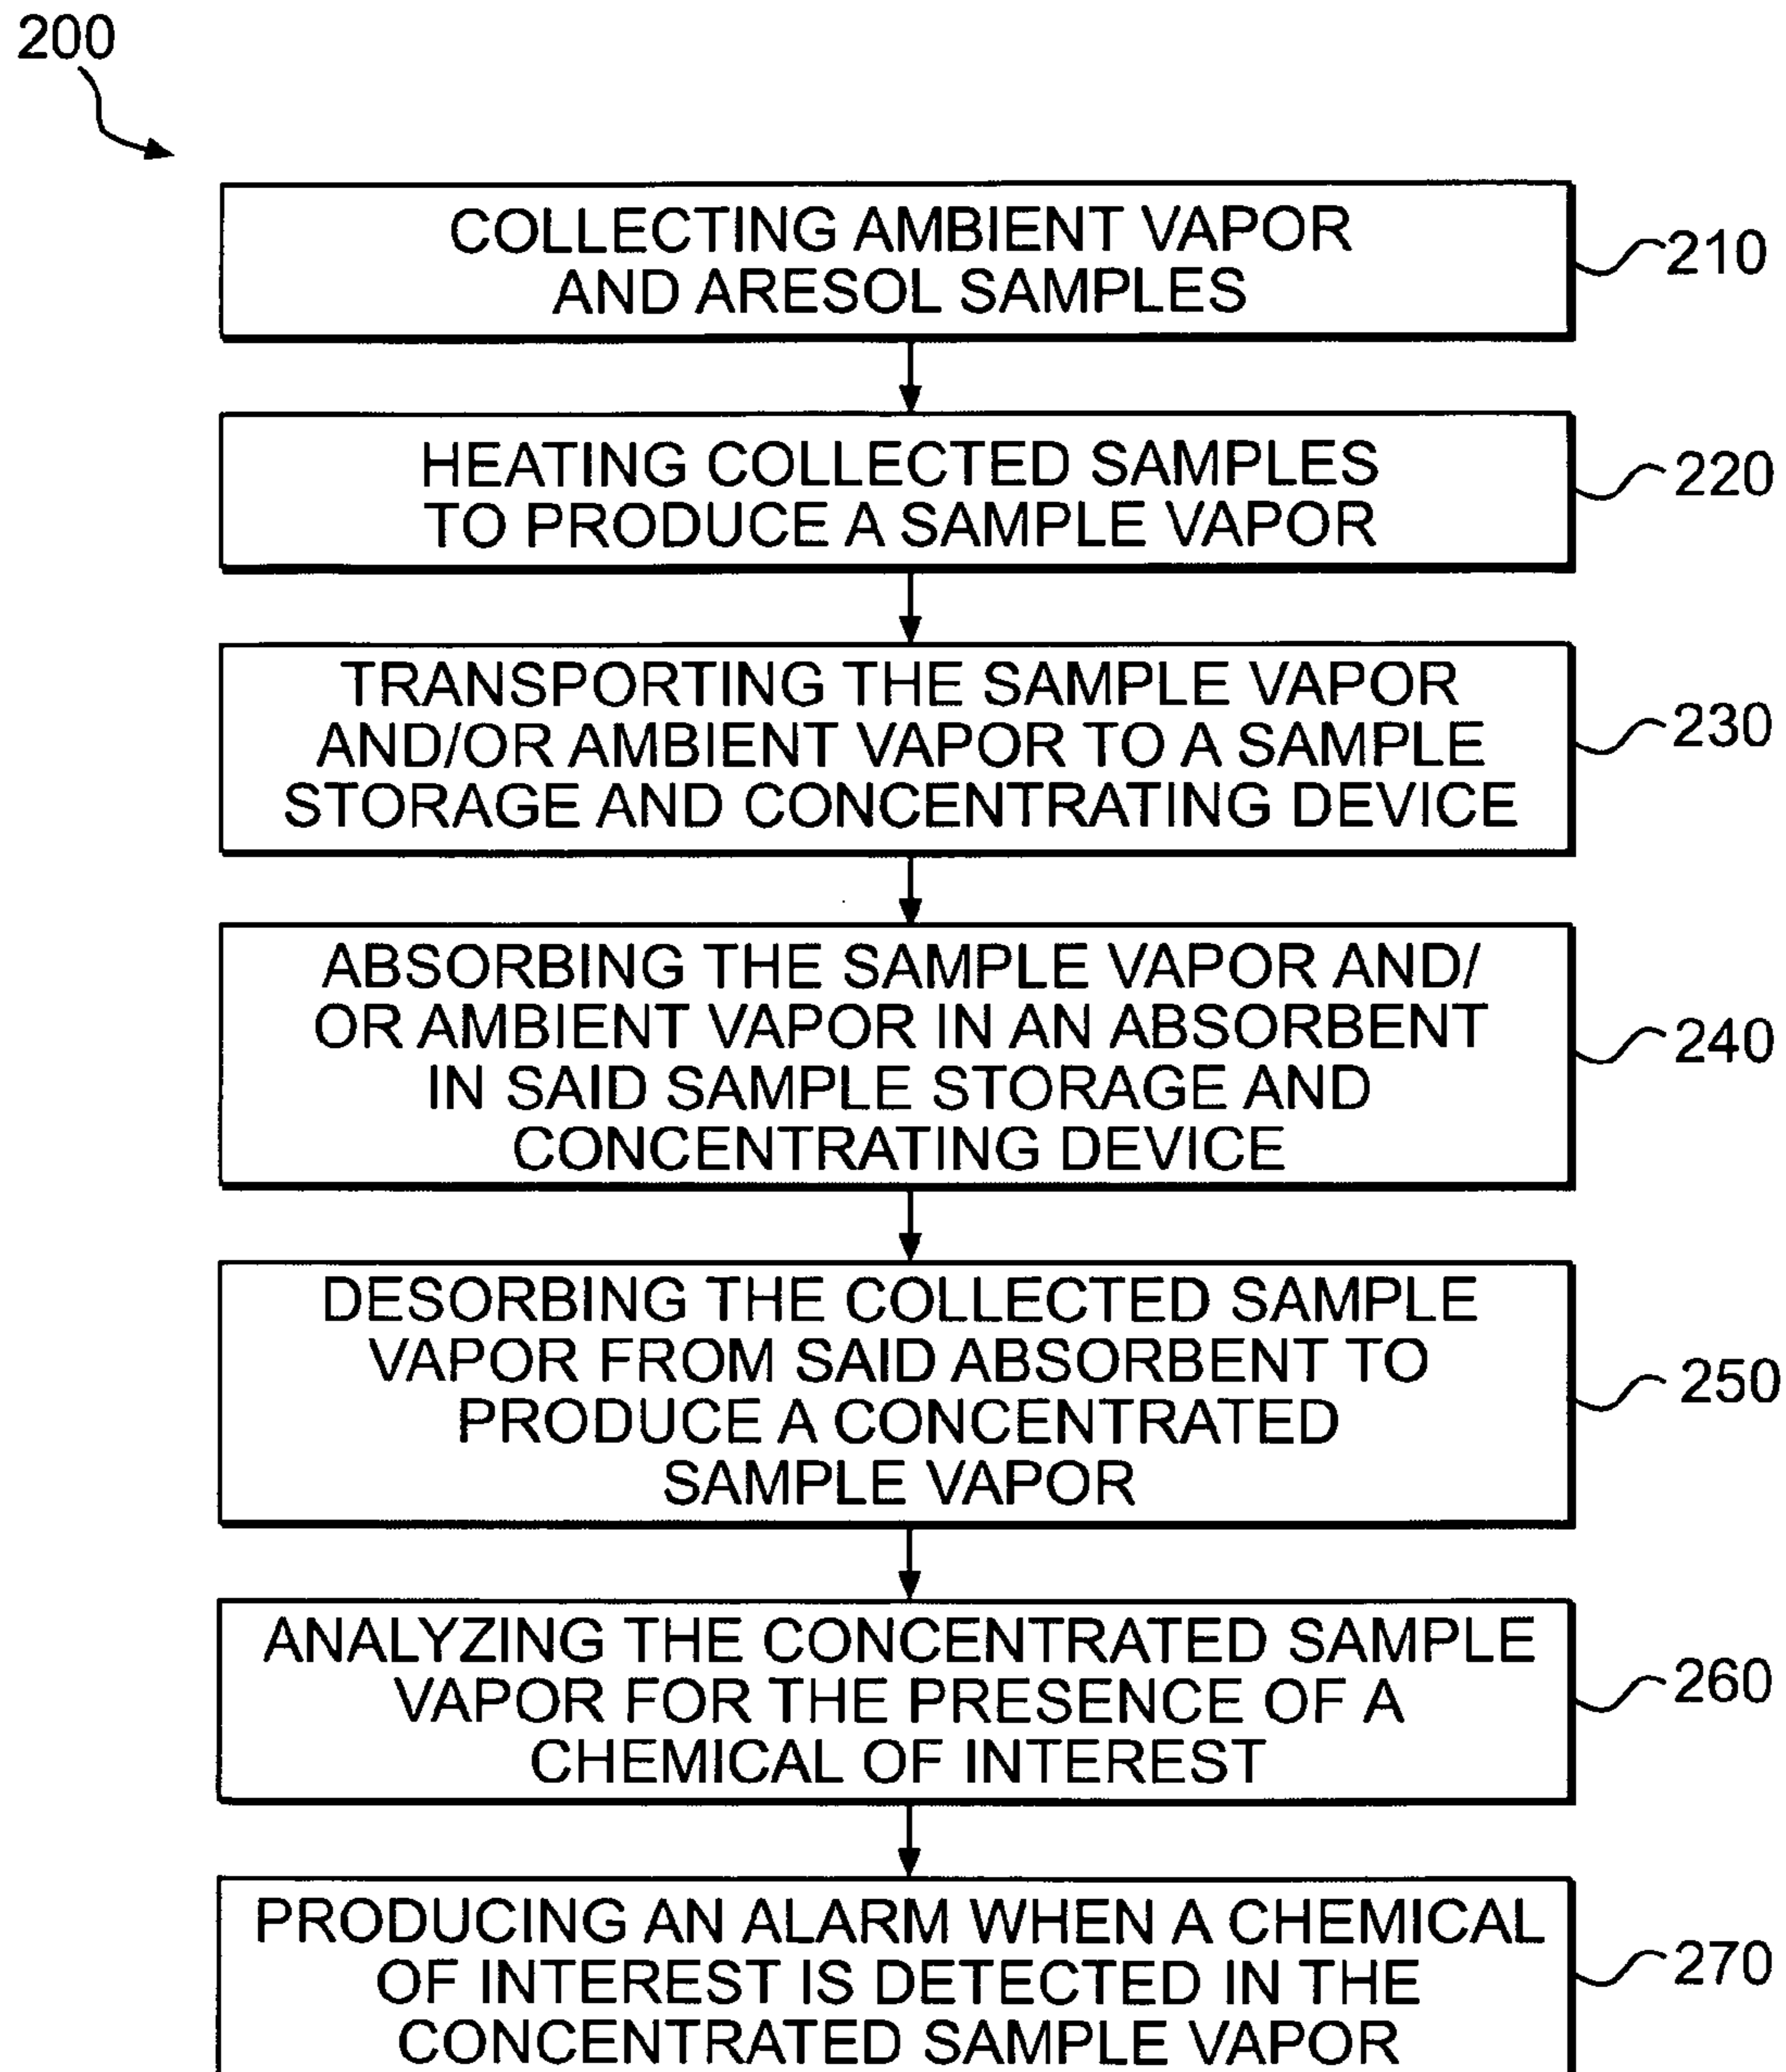 200
COLLECTING AMBIENT VAPOR
AND ARESOL SAMPLES
210
HEATING COLLECTED SAMPLES
TO PRODUCE A SAMPLE VAPOR
220
TRANSPORTING THE SAMPLE VAPOR
AND/OR AMBIENT VAPOR TO A SAMPLE
STORAGE AND CONCENTRATING DEVICE
230
ABSORBING THE SAMPLE VAPOR AND/
OR AMBIENT VAPOR IN AN ABSORBENT
IN SAID SAMPLE STORAGE AND
CONCENTRATING DEVICE
240
DESORBING THE COLLECTED SAMPLE
VAPOR FROM SAID ABSORBENT TO
PRODUCE A CONCENTRATED
SAMPLE VAPOR
250
ANALYZING THE CONCENTRATED SAMPLE
VAPOR FOR THE PRESENCE OF A
CHEMICAL OF INTEREST
260
PRODUCING AN ALARM WHEN A CHEMICAL
OF INTEREST IS DETECTED IN THE
CONCENTRATED SAMPLE VAPOR
270